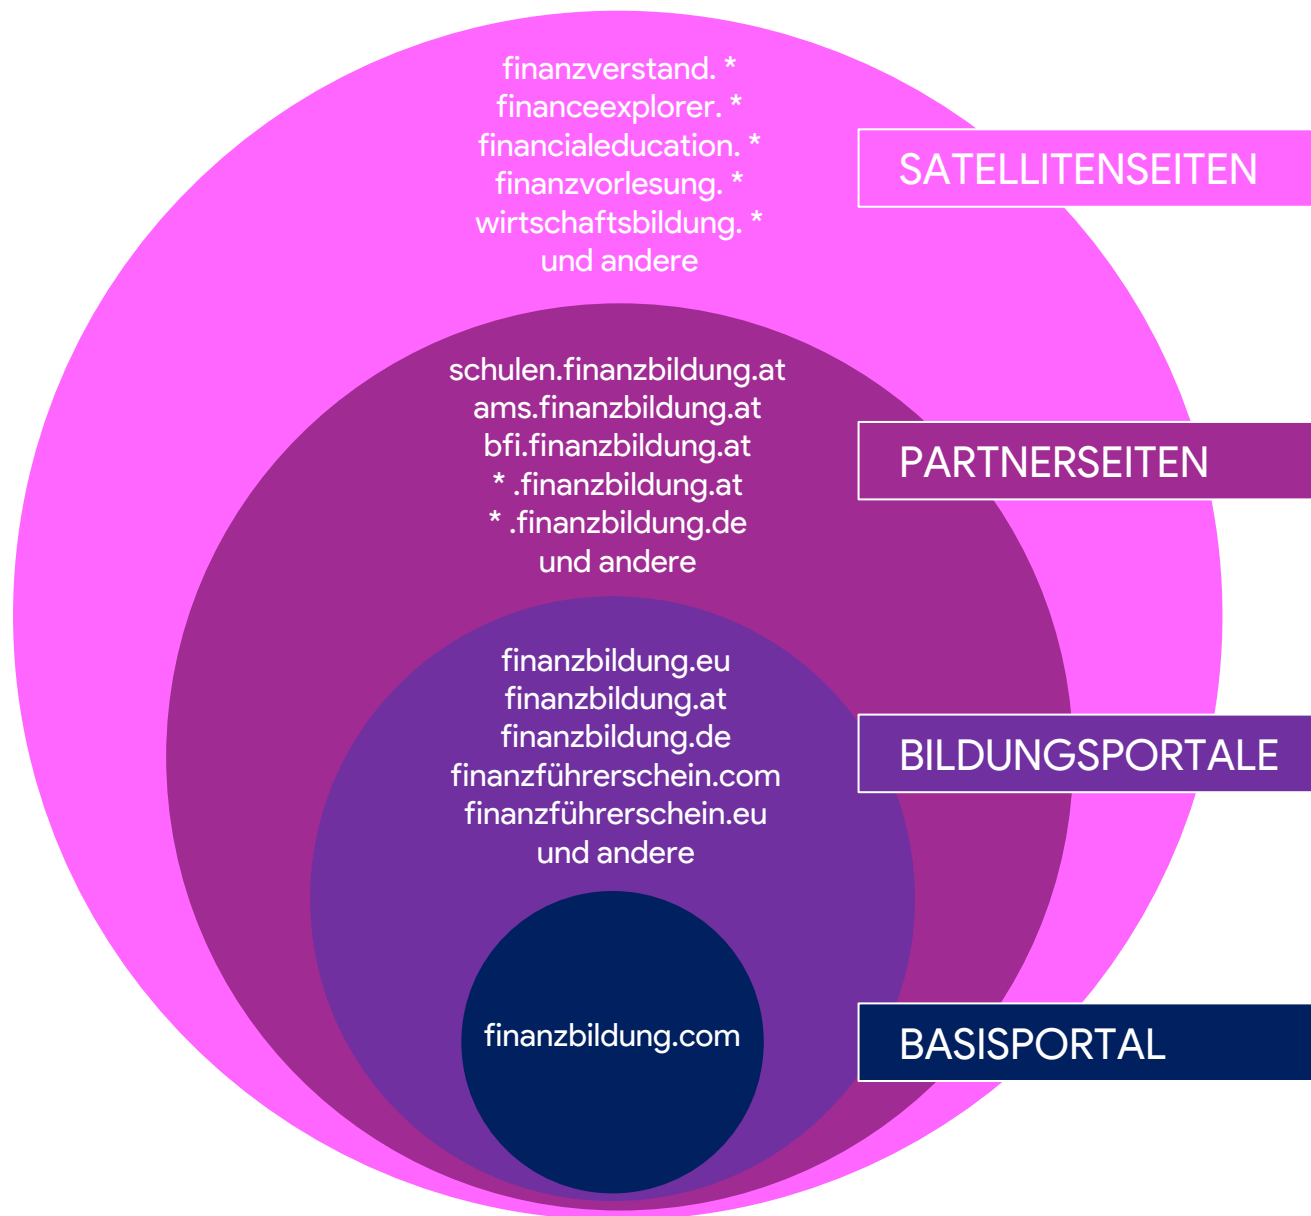 finanzverstand. *
financeexplorer. *
financialeducation. *
finanzvorlesung. *
wirtschaftsbildung. *
und andere
SATELLITENSEITEN
schulen.finanzbildung.at
ams.finanzbildung.at
bfi.finanzbildung.at
* .finanzbildung.at
* .finanzbildung.de
und andere
PARTNERSEITEN
finanzbildung.eu
finanzbildung.at
finanzbildung.de
finanzführerschein.com
finanzführerschein.eu
und andere
BILDUNGSPORTALE
finanzbildung.com
BASISPORTAL